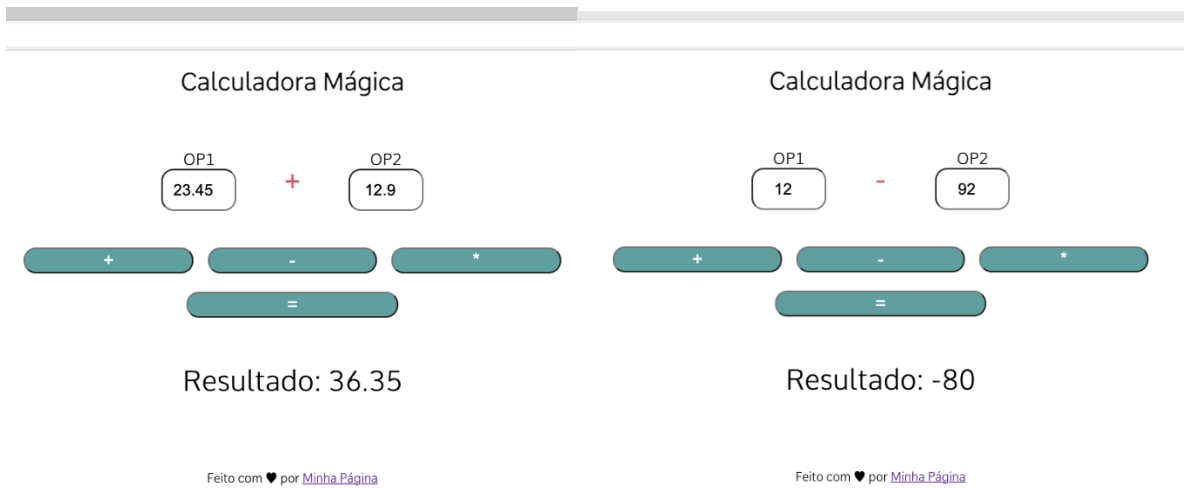 Calculadora Mágica
OP1 OP2
23.45 + 12.9
+ - *
=
Resultado: 36.35
Feito com ♥ por Minha Página
Calculadora Mágica
OP1 OP2
12 - 92
+ - *
=
Resultado: -80
Feito com ♥ por Minha Página